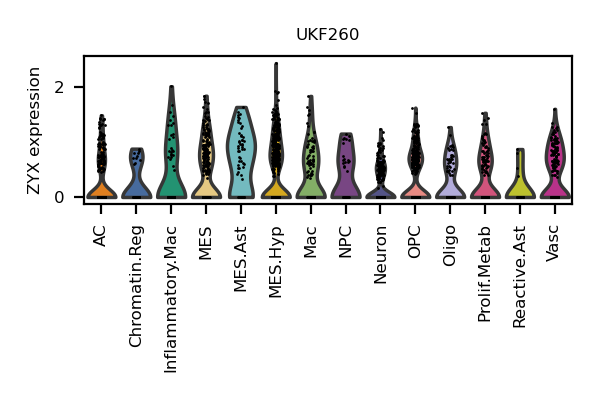 UKF260
ZYX expression
2
0
AC
Chromatin.Reg
Inflammatory.Mac
MES
MES.Ast
MES.Hyp
Mac
NPC
Neuron
OPC
Oligo
Prolif.Metab
Reactive.Ast
Vasc